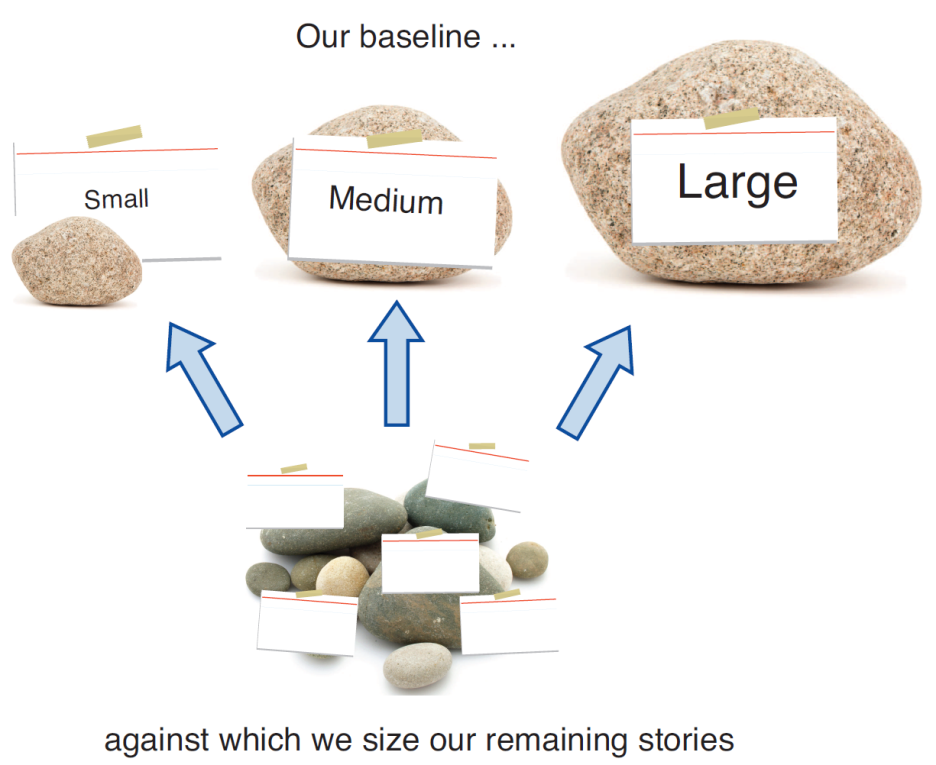 Our baseline ...
Small
Medium
Large
against which we size our remaining stories